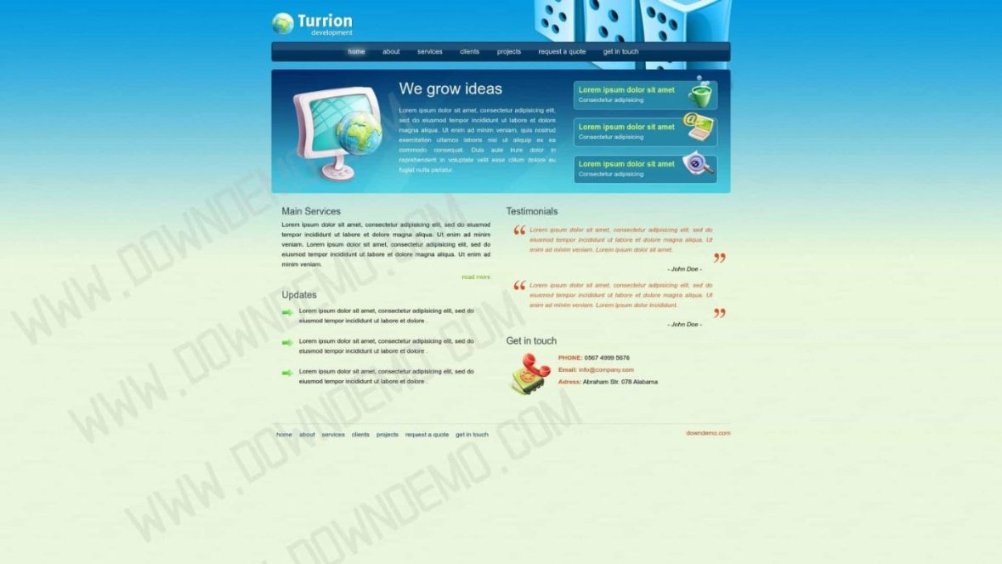 Turrion
development
home about services clients projects request a quote get in touch
We grow ideas
Lorem ipsum dolor sit amet, consectetur adipisicing elit,
sed do eiusmod tempor incididunt ut labore et dolore
magna aliqua. Ut enim ad minim veniam, quis nostrud
exercitation ullamco laboris nisi ut aliquip ex ea
commodo consequat. Duis aute irure dolor in
reprehenderit in voluptate velit esse cillum dolore eu
fugiat nulla pariatur.
Lorem ipsum dolor sit amet
Consectetur adipisicing
Lorem ipsum dolor sit amet
Consectetur adipisicing
Lorem ipsum dolor sit amet
Consectetur adipisicing
Main Services
Lorem ipsum dolor sit amet, consectetur adipisicing elit, sed do eiusmod
tempor incididunt ut labore et dolore magna aliqua. Ut enim ad minim
veniam. Lorem ipsum dolor sit amet, consectetur adipisicing elit, sed do
eiusmod tempor incididunt ut labore et dolore magna aliqua. Ut enim ad
minim veniam.
read more
Updates
Lorem ipsum dolor sit amet, consectetur adipisicing elit, sed do
eiusmod tempor incididunt ut labore et dolore .
Lorem ipsum dolor sit amet, consectetur adipisicing elit, sed do
eiusmod tempor incididunt ut labore et dolore .
Lorem ipsum dolor sit amet, consectetur adipisicing elit, sed do
eiusmod tempor incididunt ut labore et dolore .
Testimonials
Lorem ipsum dolor sit amet, consectetur adipisicing elit, sed do
eiusmod tempor incididunt ut labore et dolore magna aliqua. Ut
enim ad minim veniam. Lorem ipsum dolor sit amet.
- John Doe -
Lorem ipsum dolor sit amet, consectetur adipisicing elit, sed do
eiusmod tempor incididunt ut labore et dolore magna aliqua. Ut
enim ad minim veniam. Lorem ipsum dolor incididunt.
- John Doe -
Get in touch
PHONE: 0567 4999 5676
Email: info@company.com
Adress: Abraham Str. 078 Alabama
home about services clients projects request a quote get in touch
downdemo.com
WWW.DOWNDEMO.COM
WWW.DOWNDEMO.COM
WWW.DOWNDEMO.COM
WWW.DOWNDEMO.COM